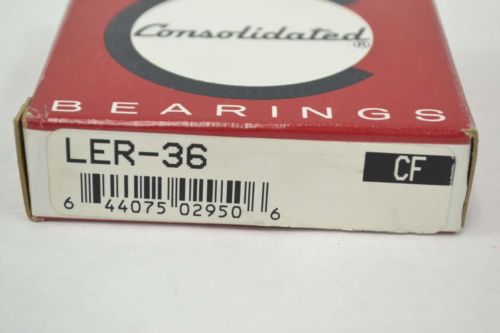 Consolidated®
BEARINGS
LER-36
CF
6 44075 02950 6